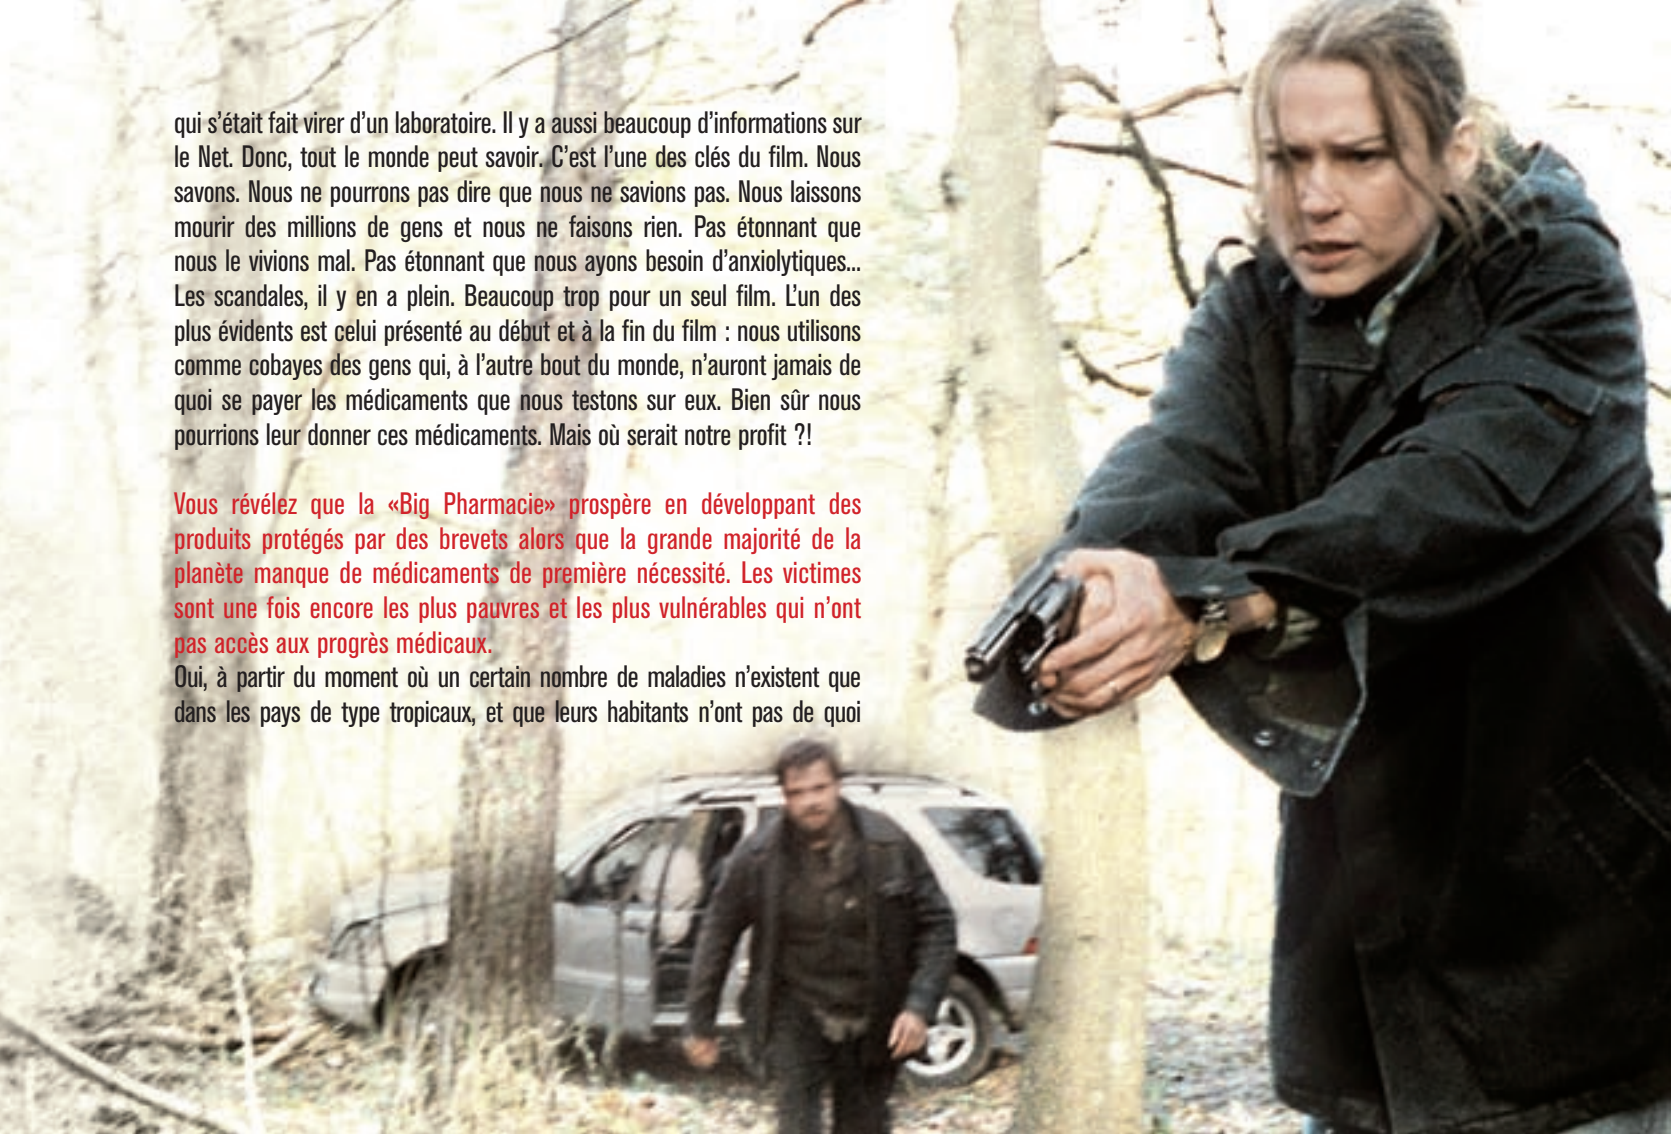 qui s’était fait virer d’un laboratoire. Il y a aussi beaucoup d’informations sur
le Net. Donc, tout le monde peut savoir. C’est l’une des clés du film. Nous
savons. Nous ne pourrons pas dire que nous ne savions pas. Nous laissons
mourir des millions de gens et nous ne faisons rien. Pas étonnant que
nous le vivions mal. Pas étonnant que nous ayons besoin d’anxiolytiques...
Les scandales, il y en a plein. Beaucoup trop pour un seul film. L’un des
plus évidents est celui présenté au début et à la fin du film : nous utilisons
comme cobayes des gens qui, à l’autre bout du monde, n’auront jamais de
quoi se payer les médicaments que nous testons sur eux. Bien sûr nous
pourrions leur donner ces médicaments. Mais où serait notre profit ?!
Vous révélez que la «Big Pharmacie» prospère en développant des
produits protégés par des brevets alors que la grande majorité de la
planète manque de médicaments de première nécessité. Les victimes
sont une fois encore les plus pauvres et les plus vulnérables qui n’ont
pas accès aux progrès médicaux.
Oui, à partir du moment où un certain nombre de maladies n’existent que
dans les pays de type tropicaux, et que leurs habitants n’ont pas de quoi